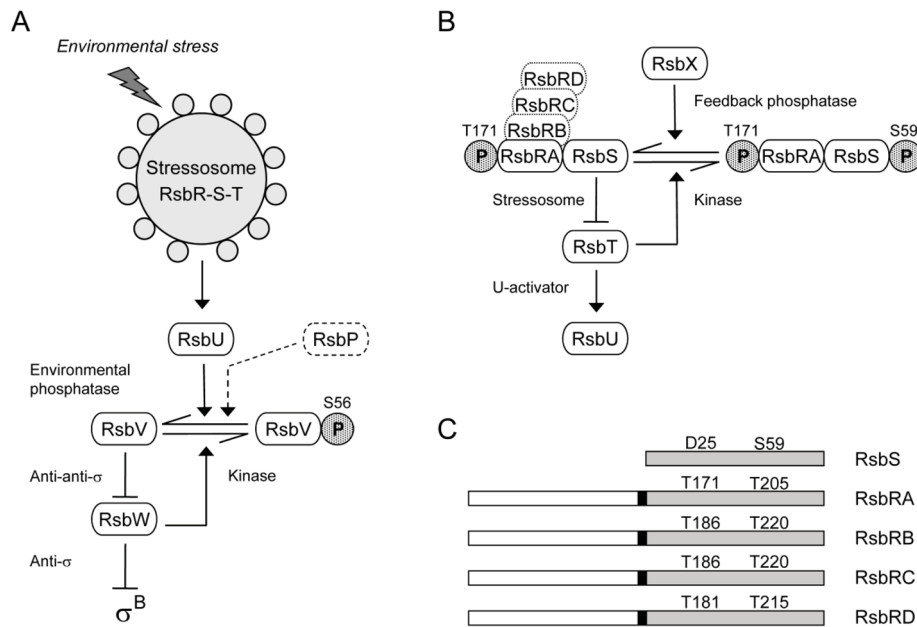 A
Environmental stress
Stressosome
RsbR-S-T
RsbU
RsbP
Environmental
phosphatase
S56
RsbV
RsbV
P
Anti-anti-σ
Kinase
RsbW
Anti-σ
σB
B
RsbX
RsbRD
RsbRC
Feedback phosphatase
T171
RsbRB
T171
S59
P
RsbRA
RsbS
P
RsbRA
RsbS
P
Stressosome
Kinase
RsbT
U-activator
RsbU
C
D25 S59
RsbS
T171 T205
RsbRA
T186 T220
RsbRB
T186 T220
RsbRC
T181 T215
RsbRD